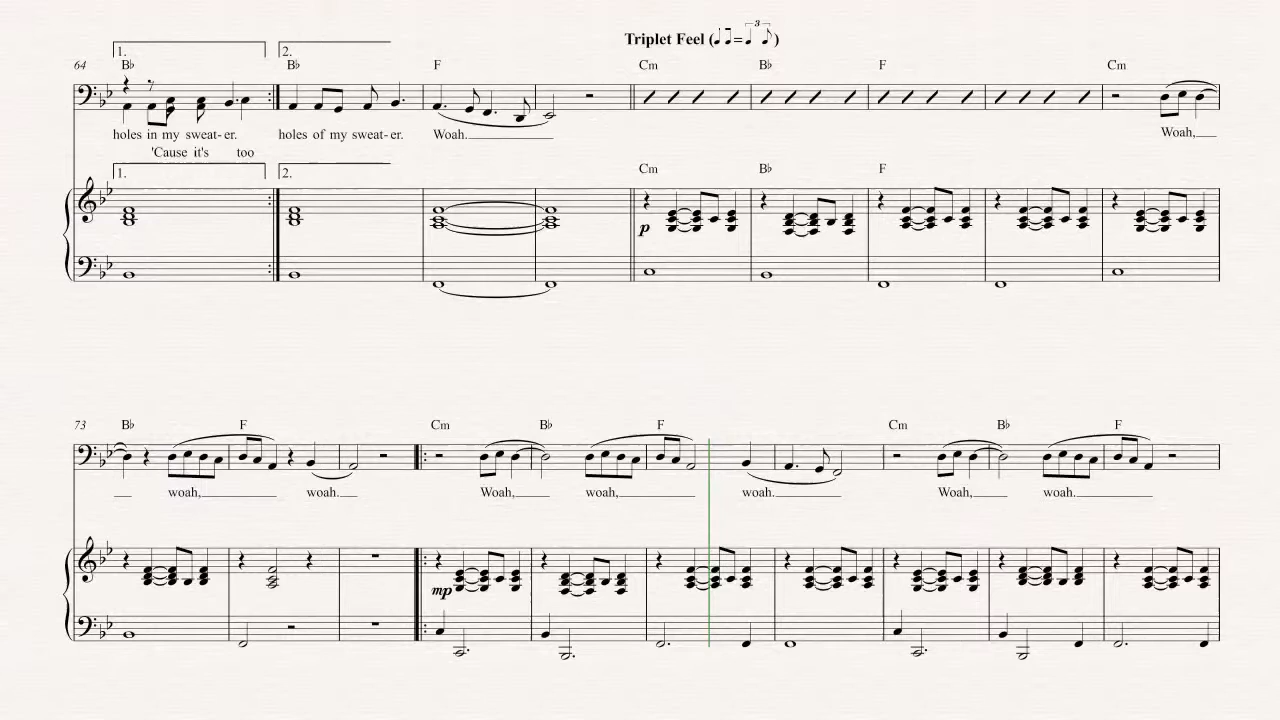 Triplet Feel ( = 3 )
1. 2.
64 B♭ B♭ F Cm B♭ F Cm
holes in my sweat-er. holes of my sweat-er. Woah. Woah,
'Cause it's too
1. 2. Cm B♭ F
p
73 B♭ F Cm B♭ F Cm B♭ F
woah, woah. Woah, woah, woah. Woah, woah.
mp